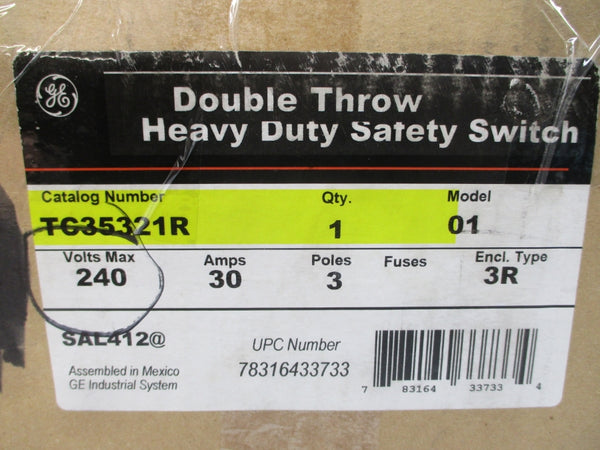 GE
Double Throw
Heavy Duty Safety Switch
Catalog Number Qty. Model
TC35321R 1 01
Volts Max Amps Poles Fuses Encl. Type
240 30 3 3R
SAL412@
UPC Number
Assembled in Mexico 78316433733
GE Industrial System
7 83164 33733 4